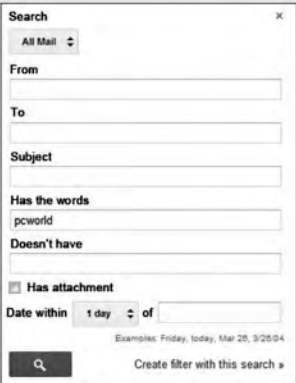 Search ×
All Mail
From
To
Subject
Has the words
pcworld
Doesn't have
Has attachment
Date within 1 day of
Examples: Friday, today, Mar 26, 3/26/04
Create filter with this search »